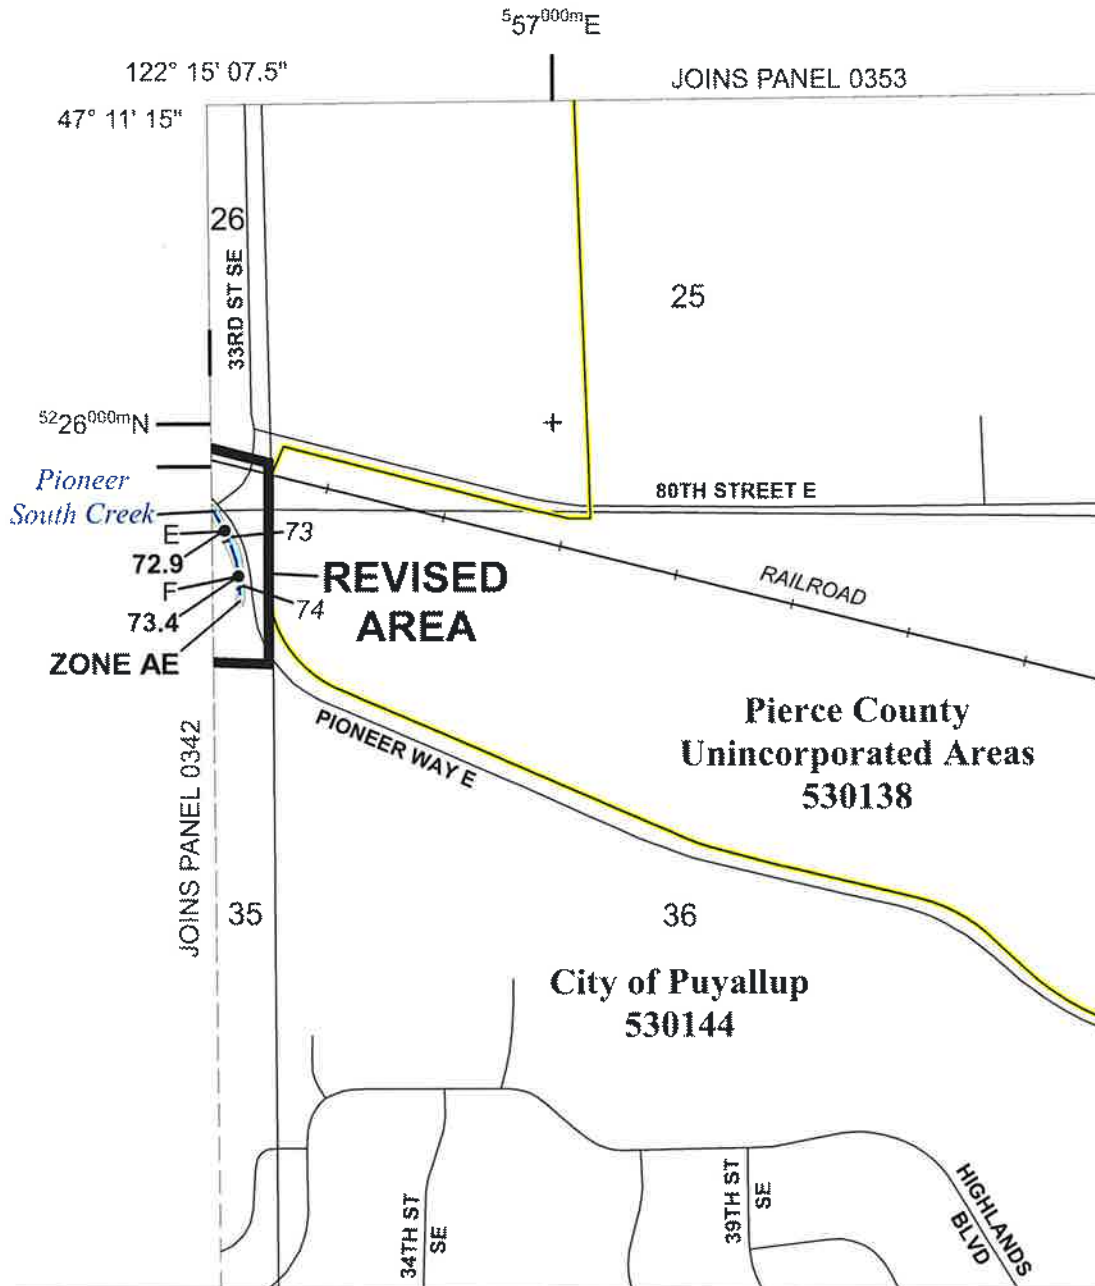 ⁵57⁰⁰⁰ᵐE
122° 15' 07.5"
JOINS PANEL 0353
47° 11' 15"
26
33RD ST SE
25
⁵²26⁰⁰⁰ᵐN
Pioneer
South Creek
80TH STREET E
E
73
72.9
F
74
73.4
ZONE AE
REVISED
AREA
RAILROAD
PIONEER WAY E
Pierce County
Unincorporated Areas
530138
JOINS PANEL 0342
35
36
City of Puyallup
530144
34TH ST
SE
39TH ST
SE
HIGHLANDS
BLVD